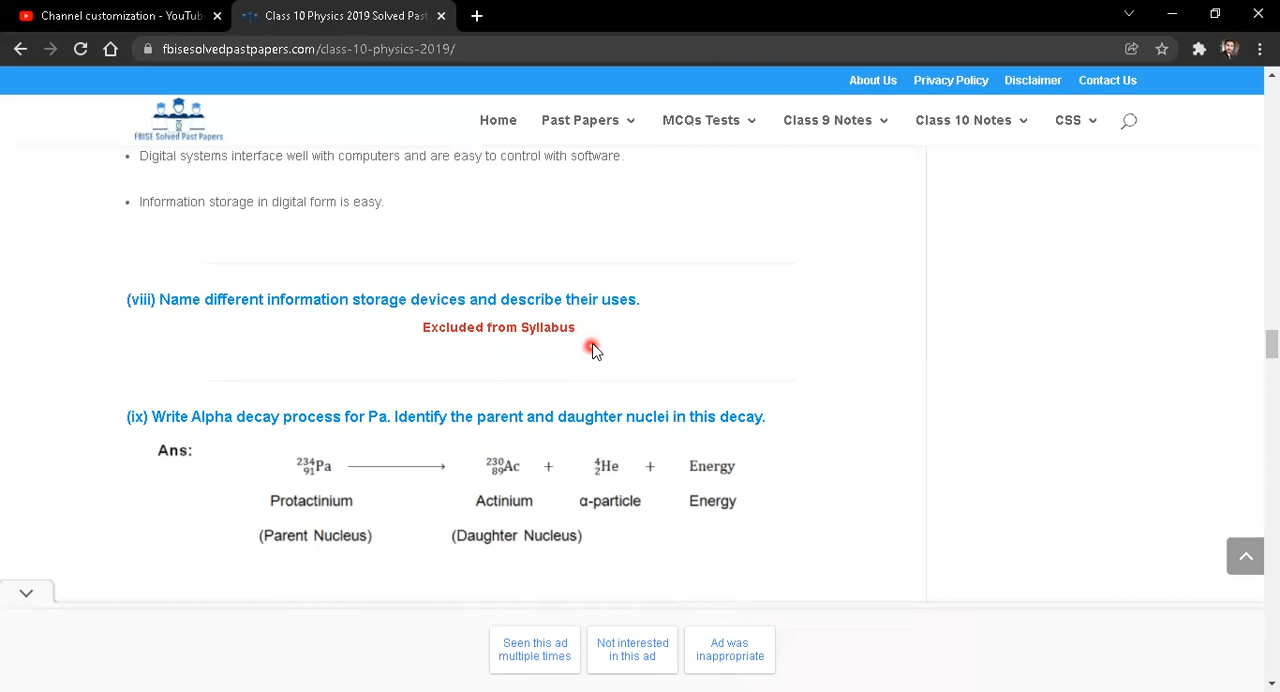 Channel customization - YouTub
Class 10 Physics 2019 Solved Past
fbisesolvedpastpapers.com/class-10-physics-2019/
About Us Privacy Policy Disclaimer Contact Us
FBISE Solved Past Papers
Home Past Papers MCQs Tests Class 9 Notes Class 10 Notes CSS
• Digital systems interface well with computers and are easy to control with software.
• Information storage in digital form is easy.
(viii) Name different information storage devices and describe their uses.
Excluded from Syllabus
(ix) Write Alpha decay process for Pa. Identify the parent and daughter nuclei in this decay.
Ans:
²³⁴₉₁Pa ⟶ ²³⁰₈₉Ac + ⁴₂He + Energy
Protactinium Actinium α-particle Energy
(Parent Nucleus) (Daughter Nucleus)
Seen this ad multiple times
Not interested in this ad
Ad was inappropriate